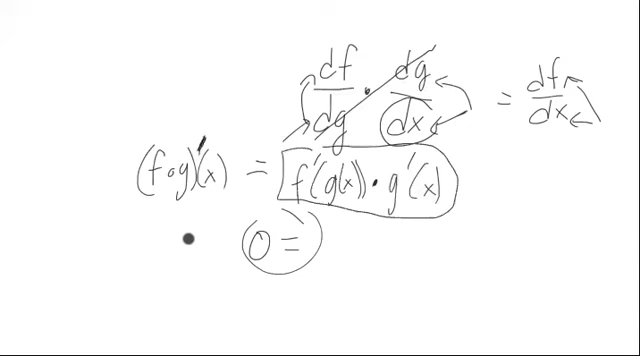 df/dg · dg/dx = df/dx
(f∘g)'(x) = f'(g(x)) · g'(x)
0 =